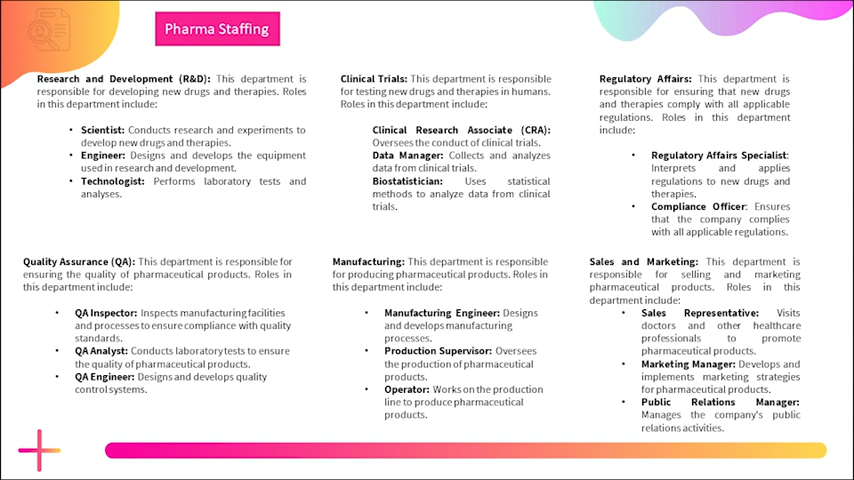 Pharma Staffing
Research and Development (R&D): This department is
responsible for developing new drugs and therapies. Roles
in this department include:
• Scientist: Conducts research and experiments to
develop new drugs and therapies.
• Engineer: Designs and develops the equipment
used in research and development.
• Technologist: Performs laboratory tests and
analyses.
Clinical Trials: This department is responsible
for testing new drugs and therapies in humans.
Roles in this department include:
Clinical Research Associate (CRA):
Oversees the conduct of clinical trials.
Data Manager: Collects and analyzes
data from clinical trials.
Biostatistician: Uses statistical
methods to analyze data from clinical
trials.
Regulatory Affairs: This department is
responsible for ensuring that new drugs
and therapies comply with all applicable
regulations. Roles in this department
include:
• Regulatory Affairs Specialist:
Interprets and applies
regulations to new drugs and
therapies.
• Compliance Officer: Ensures
that the company complies
with all applicable regulations.
Quality Assurance (QA): This department is responsible for
ensuring the quality of pharmaceutical products. Roles in
this department include:
• QA Inspector: Inspects manufacturing facilities
and processes to ensure compliance with quality
standards.
• QA Analyst: Conducts laboratory tests to ensure
the quality of pharmaceutical products.
• QA Engineer: Designs and develops quality
control systems.
Manufacturing: This department is responsible
for producing pharmaceutical products. Roles in
this department include:
• Manufacturing Engineer: Designs
and develops manufacturing
processes.
• Production Supervisor: Oversees
the production of pharmaceutical
products.
• Operator: Works on the production
line to produce pharmaceutical
products.
Sales and Marketing: This department is
responsible for selling and marketing
pharmaceutical products. Roles in this
department include:
• Sales Representative: Visits
doctors and other healthcare
professionals to promote
pharmaceutical products.
• Marketing Manager: Develops and
implements marketing strategies
for pharmaceutical products.
• Public Relations Manager:
Manages the company's public
relations activities.